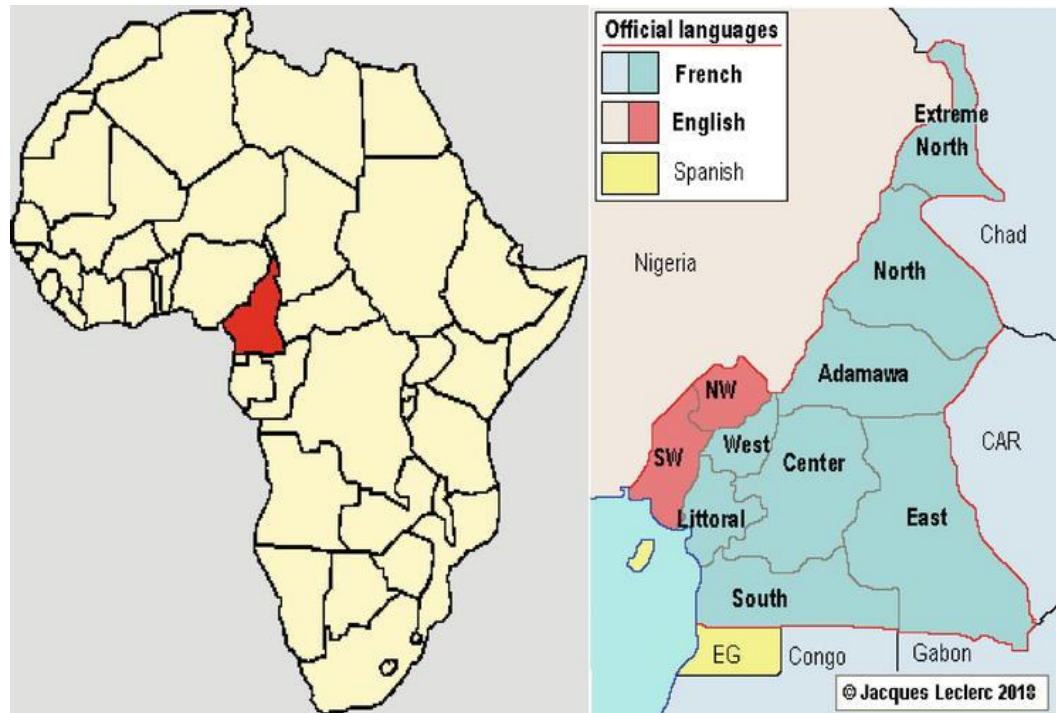 Official languages
French
English
Spanish
Extreme
North
Chad
Nigeria
North
Adamawa
NW
West
SW
Center
CAR
Littoral
East
South
EG
Congo
Gabon
© Jacques Leclerc 2018